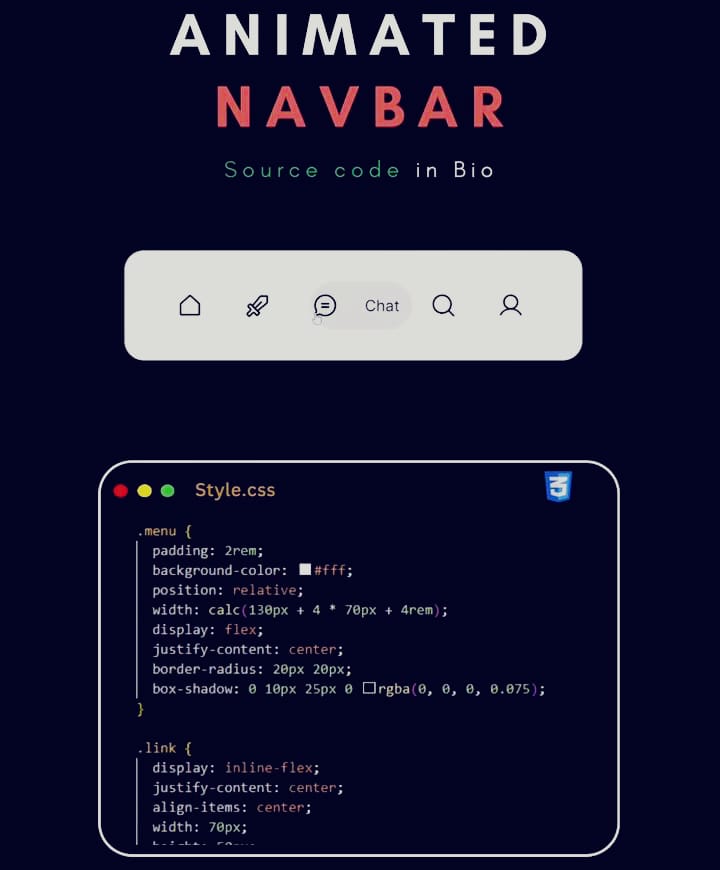 ANIMATED
NAVBAR
Source code in Bio
Chat
Style.css
.menu {
padding: 2rem;
background-color: #fff;
position: relative;
width: calc(130px + 4 * 70px + 4rem);
display: flex;
justify-content: center;
border-radius: 20px 20px;
box-shadow: 0 10px 25px 0 rgba(0, 0, 0, 0.075);
}
.link {
display: inline-flex;
justify-content: center;
align-items: center;
width: 70px;